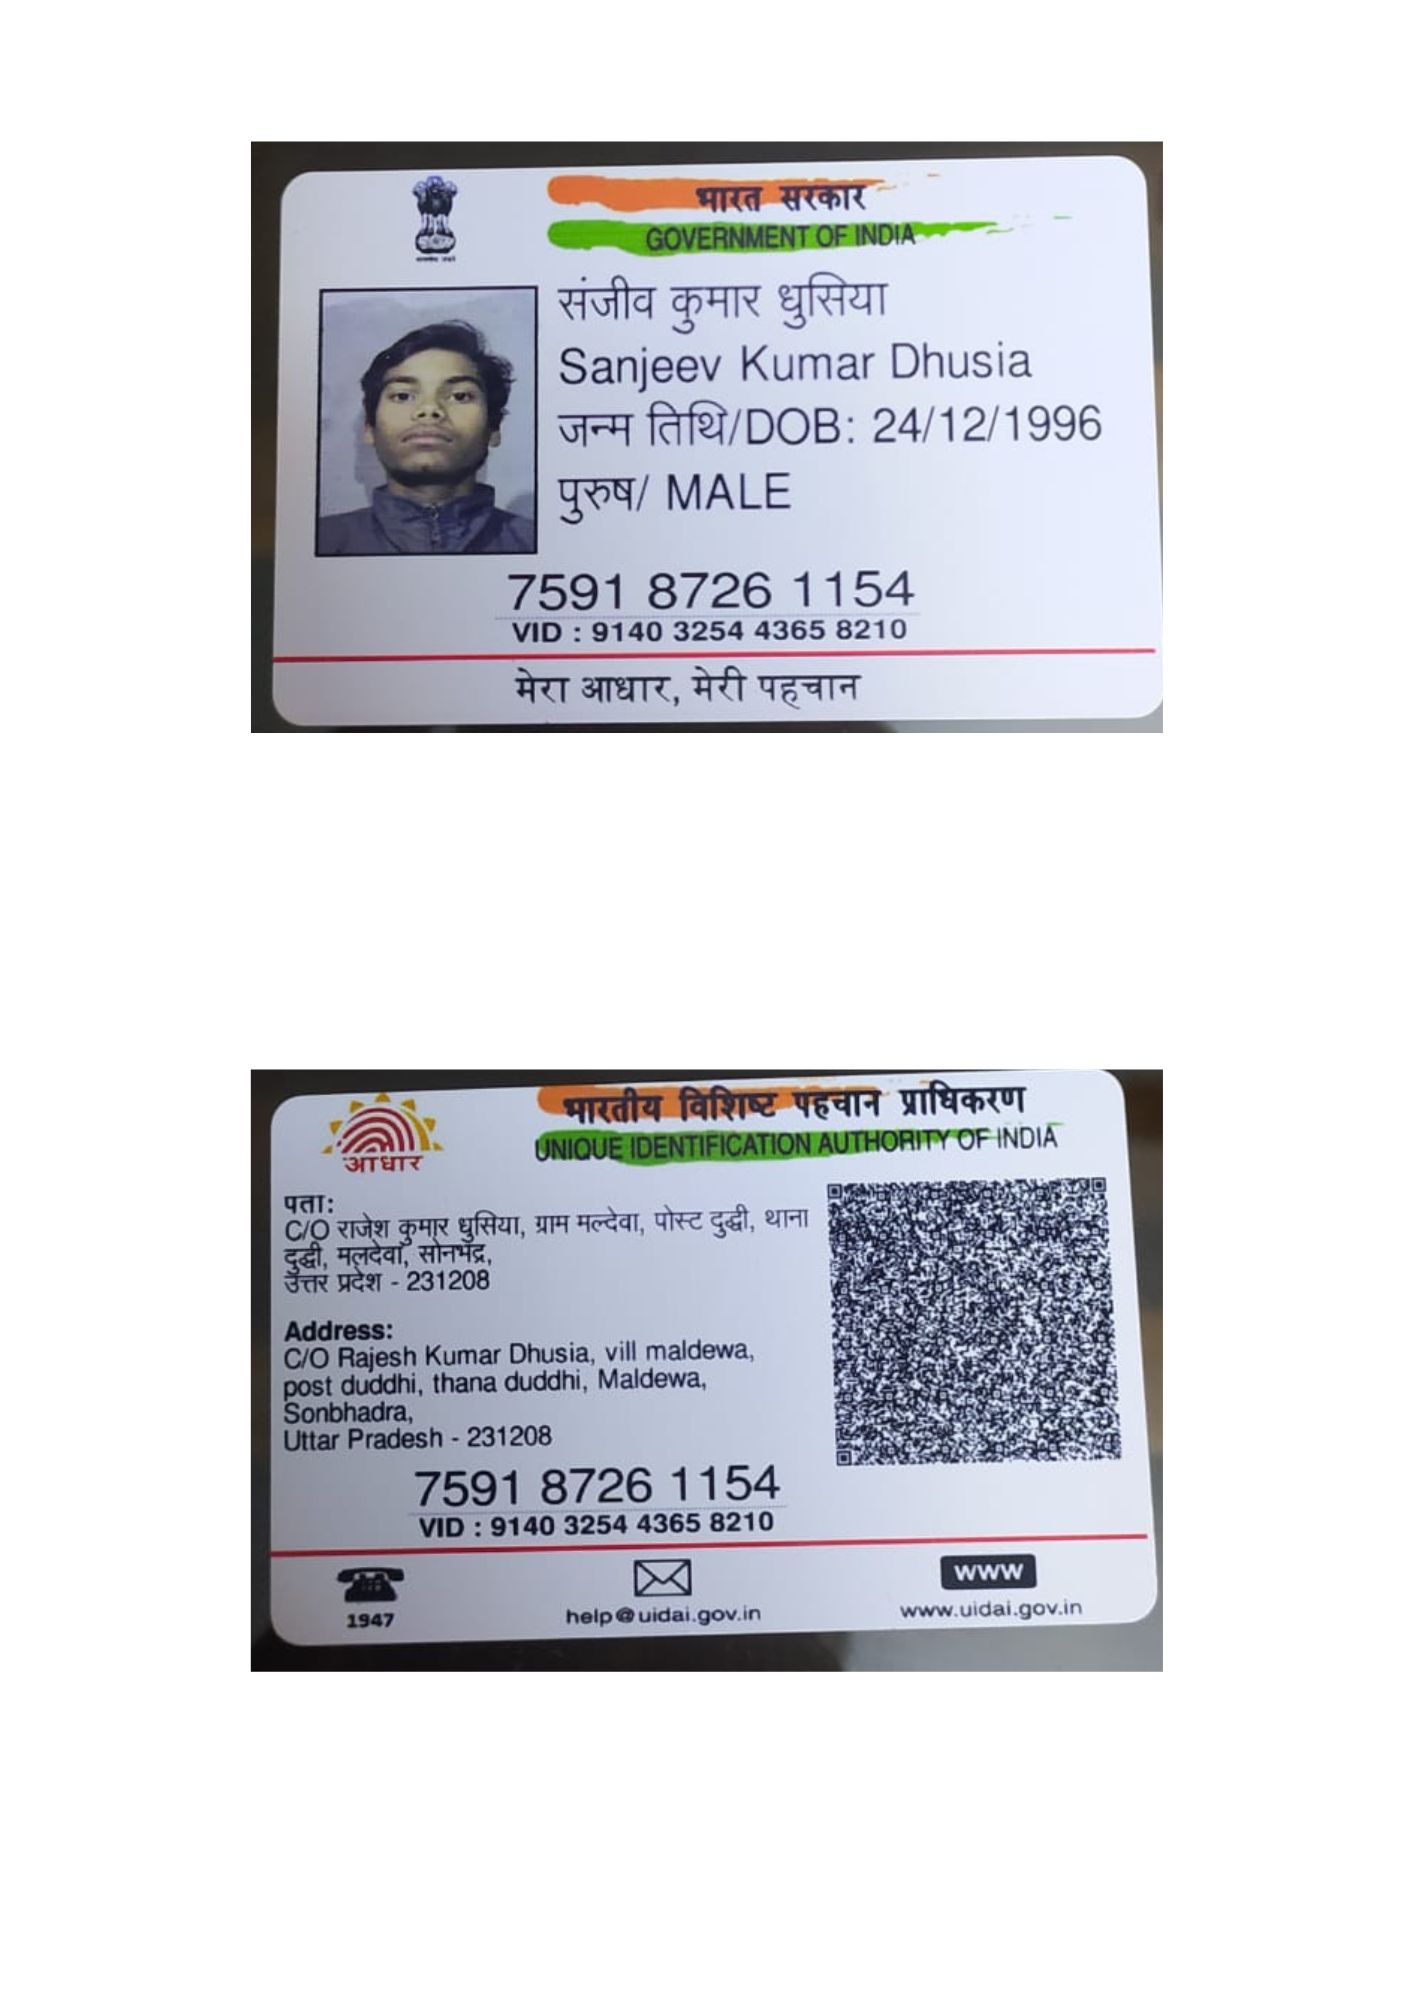 भारत सरकार
GOVERNMENT OF INDIA
संजीव कुमार धुसिया
Sanjeev Kumar Dhusia
जन्म तिथि/DOB: 24/12/1996
पुरुष/ MALE
7591 8726 1154
VID : 9140 3254 4365 8210
मेरा आधार, मेरी पहचान
भारतीय विशिष्ट पहचान प्राधिकरण
UNIQUE IDENTIFICATION AUTHORITY OF INDIA
आधार
पता:
C/O राजेश कुमार धुसिया, ग्राम मल्देवा, पोस्ट दुद्धी, थाना
दुद्धी, मलदेवा, सोनभद्र,
उत्तर प्रदेश - 231208
Address:
C/O Rajesh Kumar Dhusia, vill maldewa,
post duddhi, thana duddhi, Maldewa,
Sonbhadra,
Uttar Pradesh - 231208
7591 8726 1154
VID : 9140 3254 4365 8210
1947
help@uidai.gov.in
www
www.uidai.gov.in